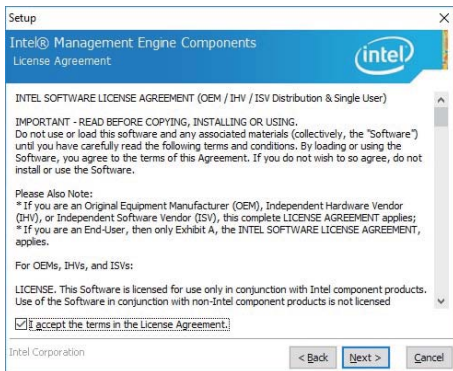 Setup
Intel® Management Engine Components
License Agreement
intel
INTEL SOFTWARE LICENSE AGREEMENT (OEM / IHV / ISV Distribution & Single User)
IMPORTANT - READ BEFORE COPYING, INSTALLING OR USING.
Do not use or load this software and any associated materials (collectively, the "Software")
until you have carefully read the following terms and conditions. By loading or using the
Software, you agree to the terms of this Agreement. If you do not wish to so agree, do not
install or use the Software.
Please Also Note:
* If you are an Original Equipment Manufacturer (OEM), Independent Hardware Vendor
(IHV), or Independent Software Vendor (ISV), this complete LICENSE AGREEMENT applies;
* If you are an End-User, then only Exhibit A, the INTEL SOFTWARE LICENSE AGREEMENT,
applies.
For OEMs, IHVs, and ISVs:
LICENSE. This Software is licensed for use only in conjunction with Intel component products.
Use of the Software in conjunction with non-Intel component products is not licensed
I accept the terms in the License Agreement.
Intel Corporation
< Back Next > Cancel